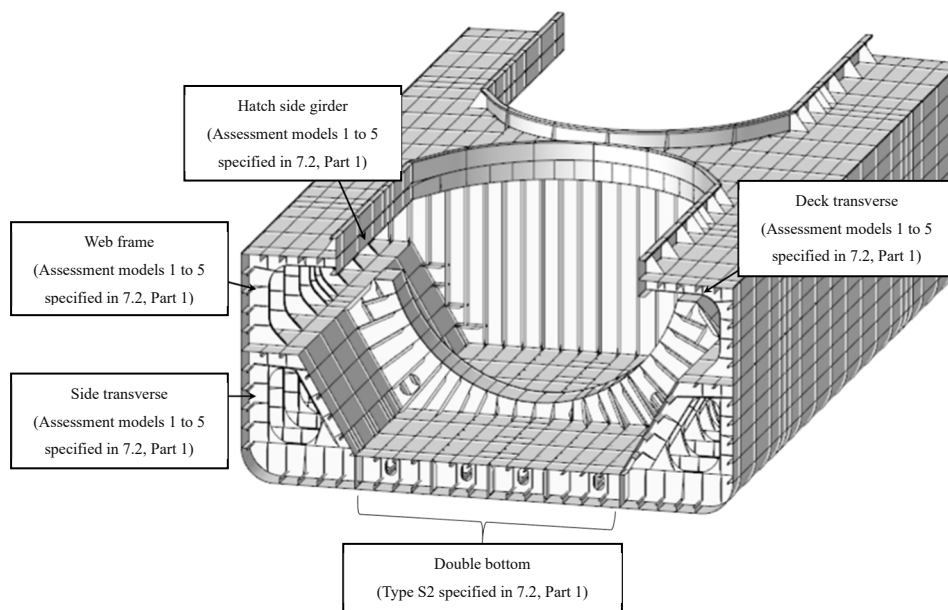 Hatch side girder
(Assessment models 1 to 5
specified in 7.2, Part 1)
Deck transverse
(Assessment models 1 to 5
specified in 7.2, Part 1)
Web frame
(Assessment models 1 to 5
specified in 7.2, Part 1)
Side transverse
(Assessment models 1 to 5
specified in 7.2, Part 1)
Double bottom
(Type S2 specified in 7.2, Part 1)